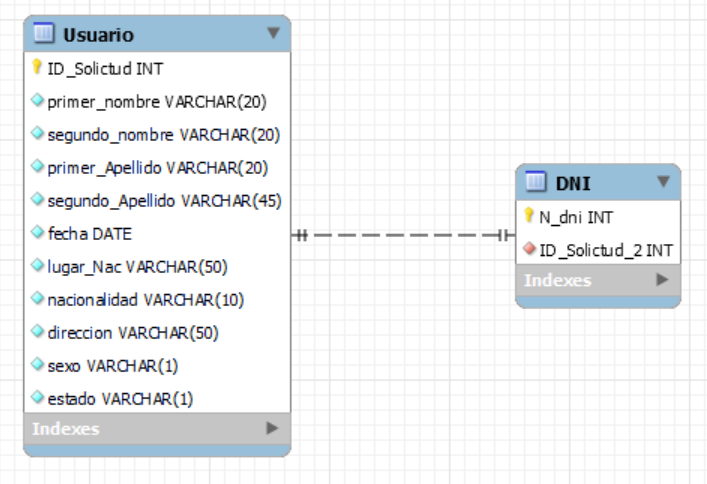 Usuario
ID_Solictud INT
primer_nombre VARCHAR(20)
segundo_nombre VARCHAR(20)
primer_Apellido VARCHAR(20)
segundo_Apellido VARCHAR(45)
fecha DATE
lugar_Nac VARCHAR(50)
nacionalidad VARCHAR(10)
direccion VARCHAR(50)
sexo VARCHAR(1)
estado VARCHAR(1)
Indexes
DNI
N_dni INT
ID_Solictud_2 INT
Indexes